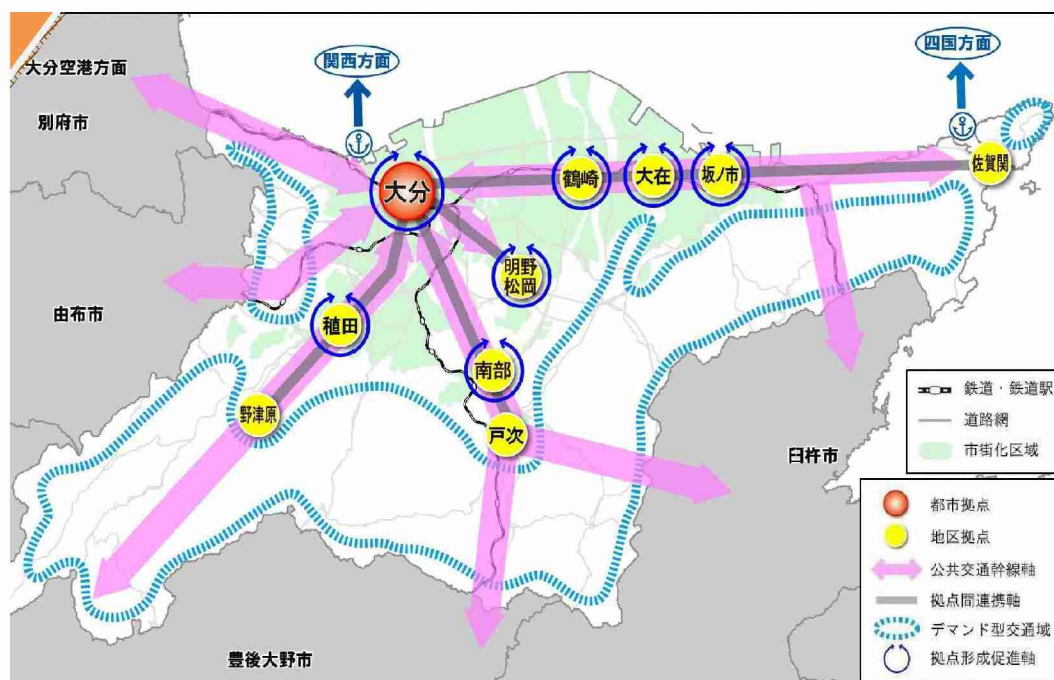 関西方面
四国方面
大分空港方面
別府市
大分
鶴崎
大在
坂ノ市
佐賀関
明野
松岡
由布市
稙田
南部
野津原
戸次
臼杵市
豊後大野市
鉄道・鉄道駅
道路網
市街化区域
都市拠点
地区拠点
公共交通幹線軸
拠点間連携軸
デマンド型交通域
拠点形成促進軸